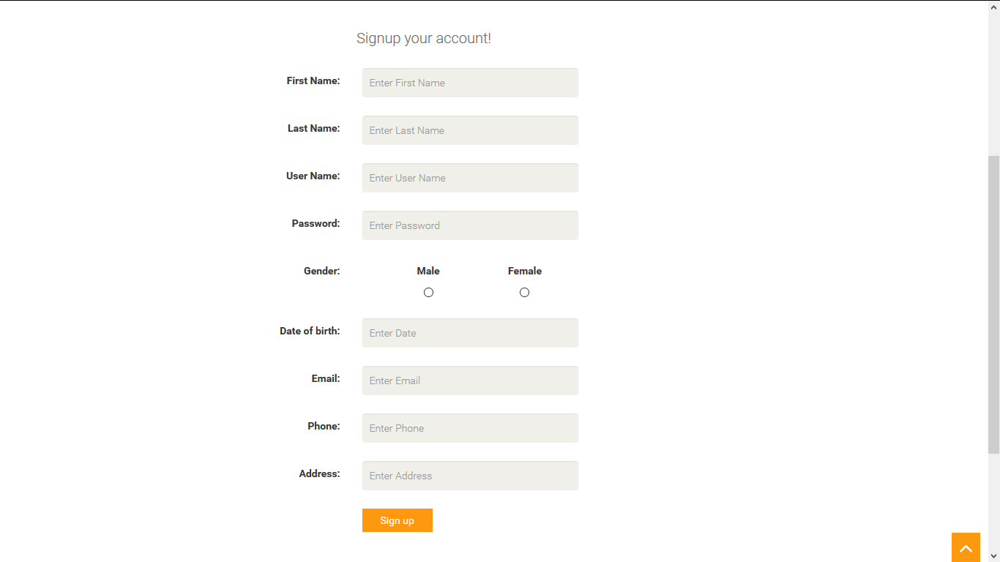 Signup your account!
First Name: Enter First Name
Last Name: Enter Last Name
User Name: Enter User Name
Password: Enter Password
Gender: Male Female
Date of birth: Enter Date
Email: Enter Email
Phone: Enter Phone
Address: Enter Address
Sign up